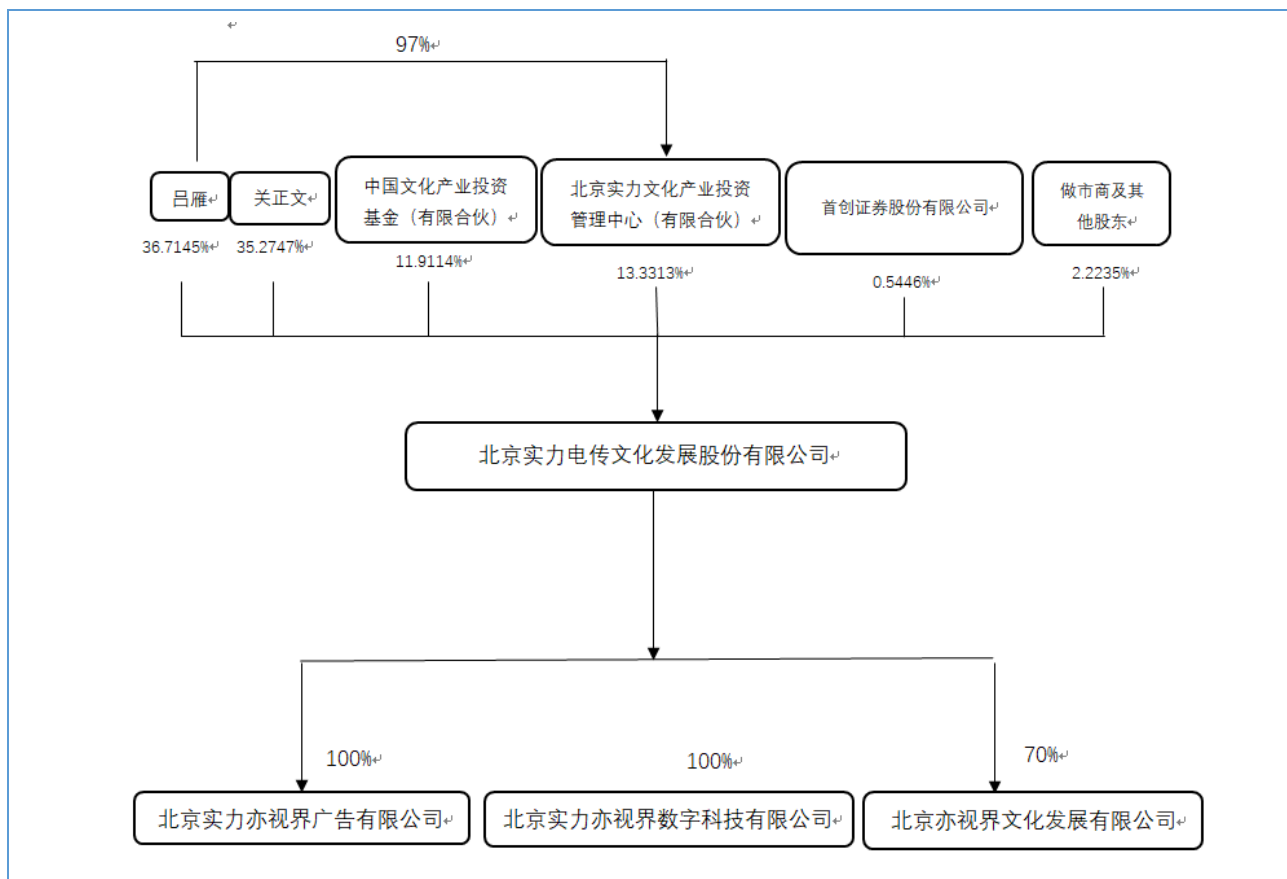 97%
吕雁
关正文
中国文化产业投资
基金（有限合伙）
北京实力文化产业投资
管理中心（有限合伙）
首创证券股份有限公司
做市商及其
他股东
36.7145%
35.2747%
11.9114%
13.3313%
0.5446%
2.2235%
北京实力电传文化发展股份有限公司
100%
100%
70%
北京实力亦视界广告有限公司
北京实力亦视界数字科技有限公司
北京亦视界文化发展有限公司